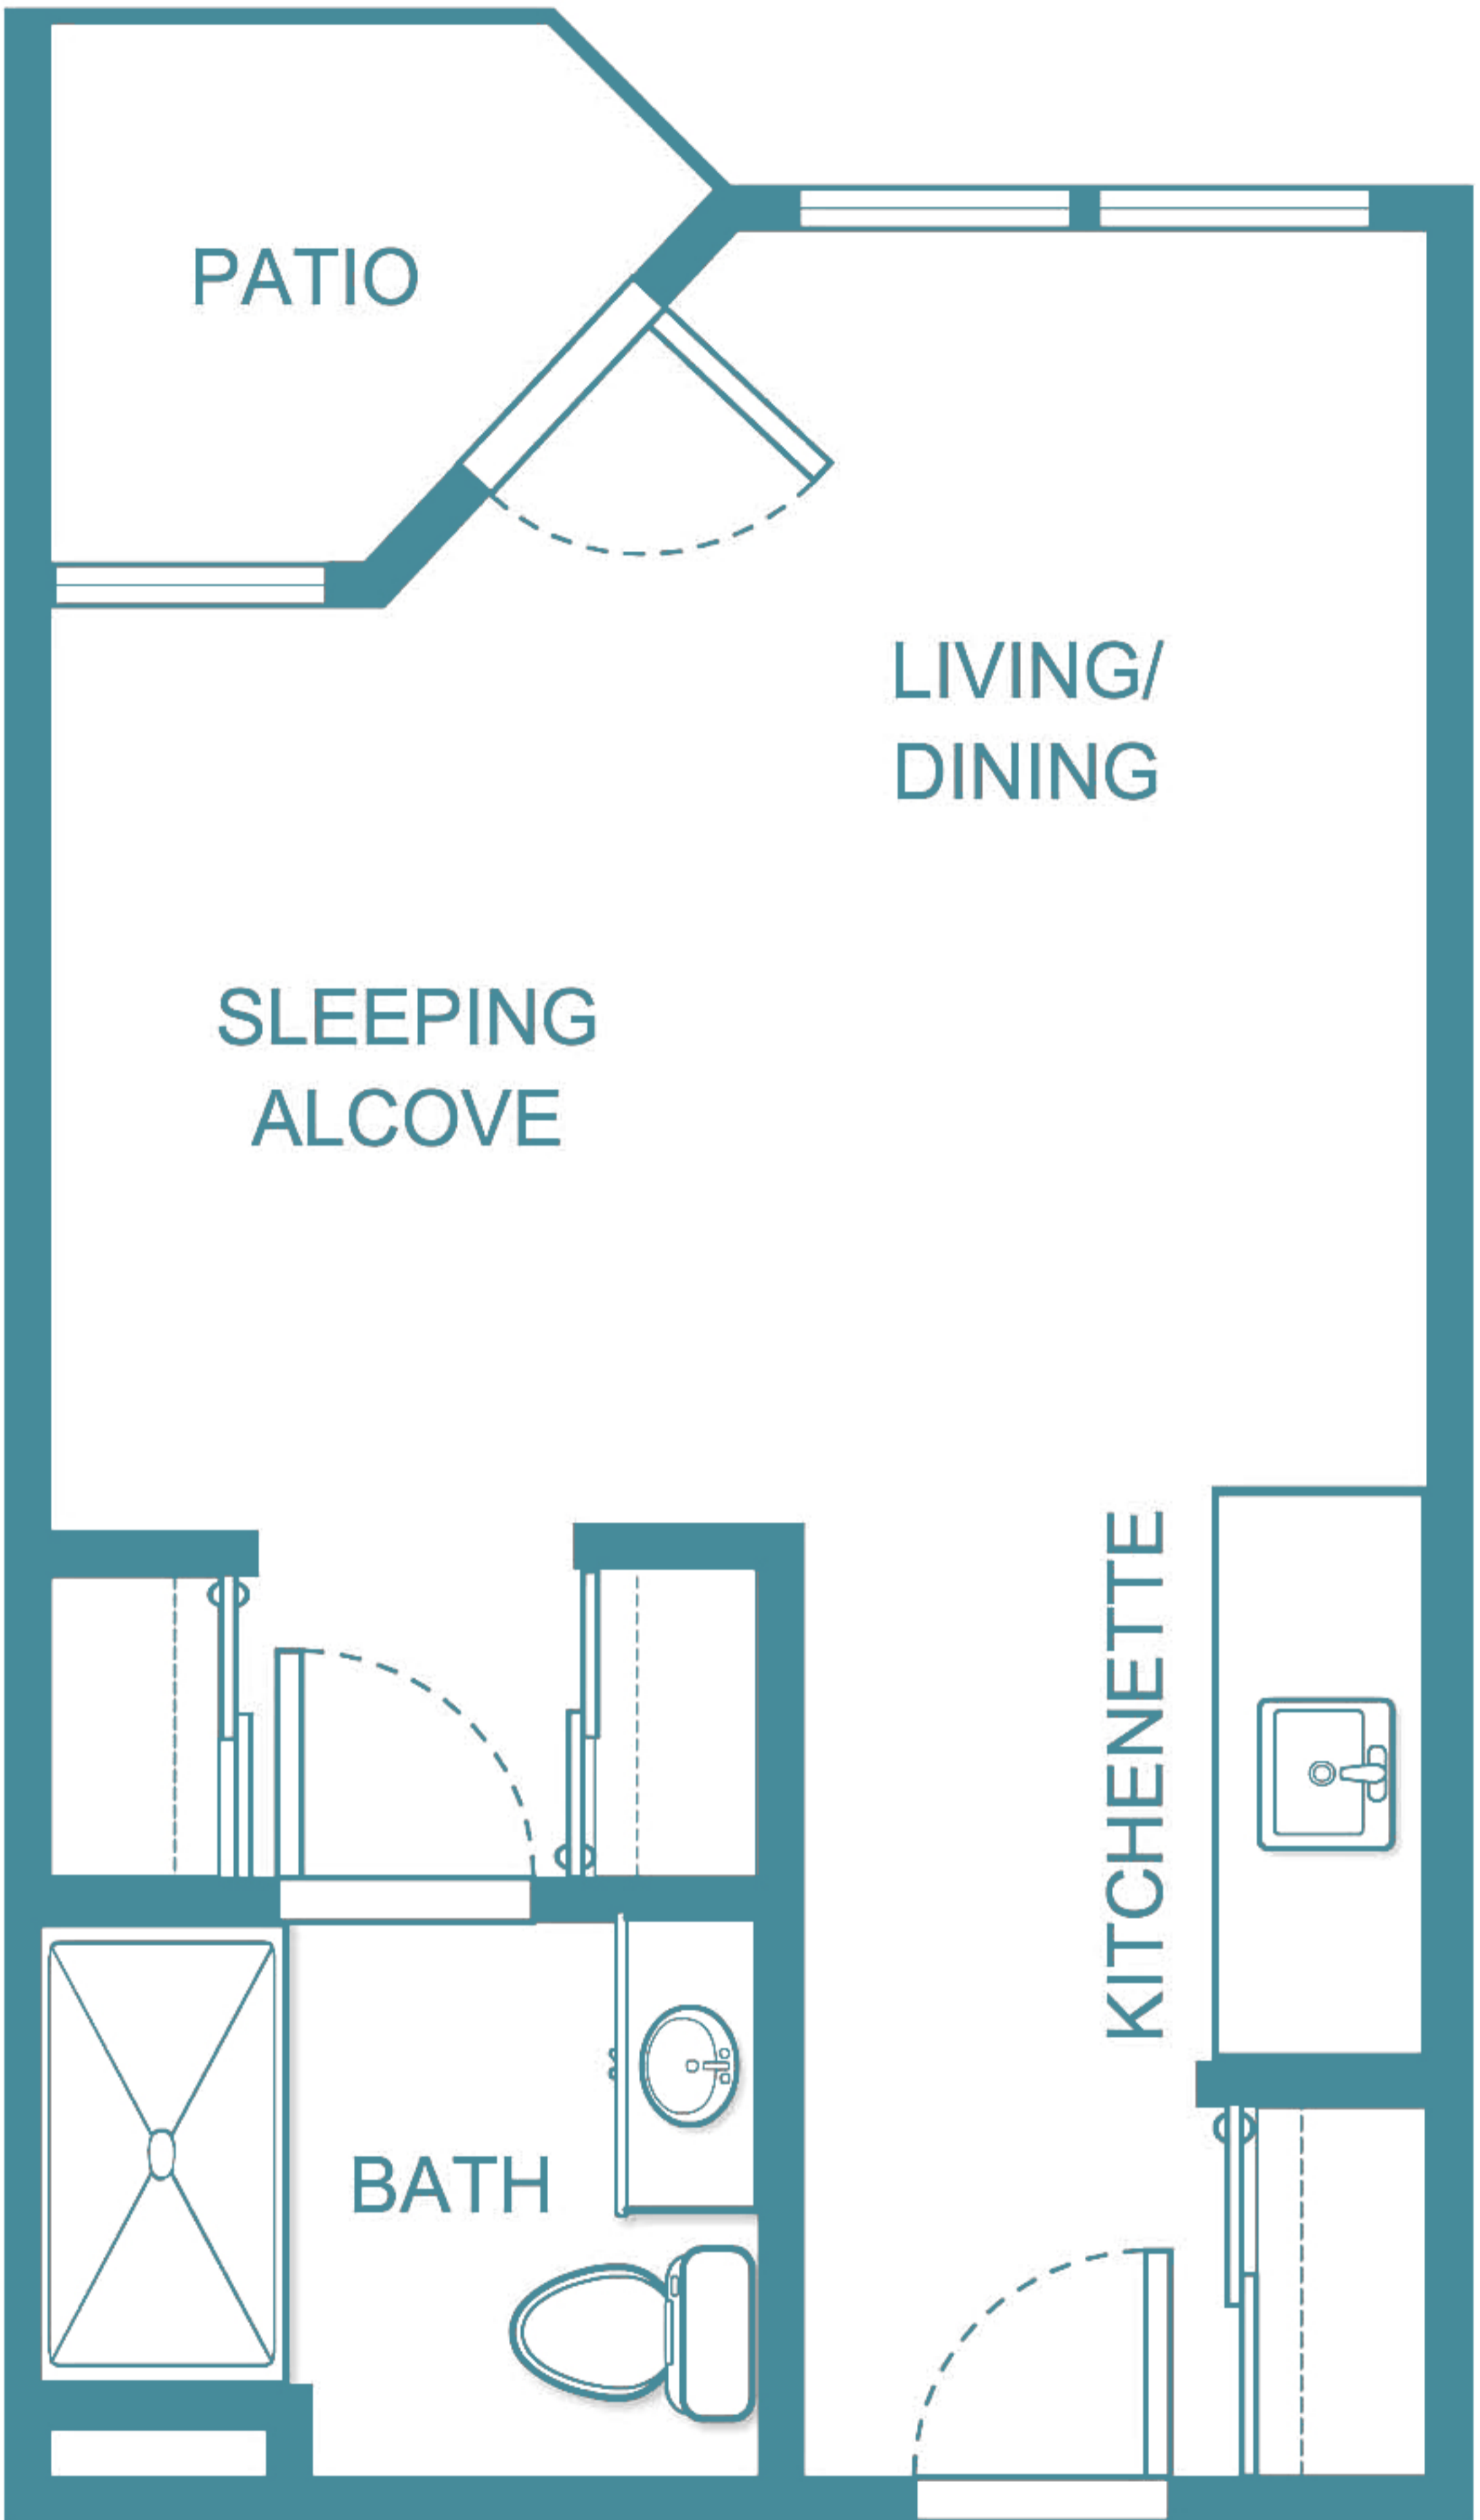 PATIO
LIVING/
DINING
SLEEPING
ALCOVE
KITCHENETTE
BATH